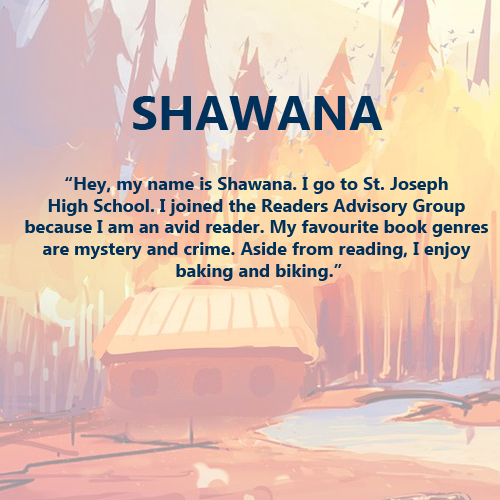 SHAWANA
“Hey, my name is Shawana. I go to St. Joseph
High School. I joined the Readers Advisory Group
because I am an avid reader. My favourite book genres
are mystery and crime. Aside from reading, I enjoy
baking and biking.”